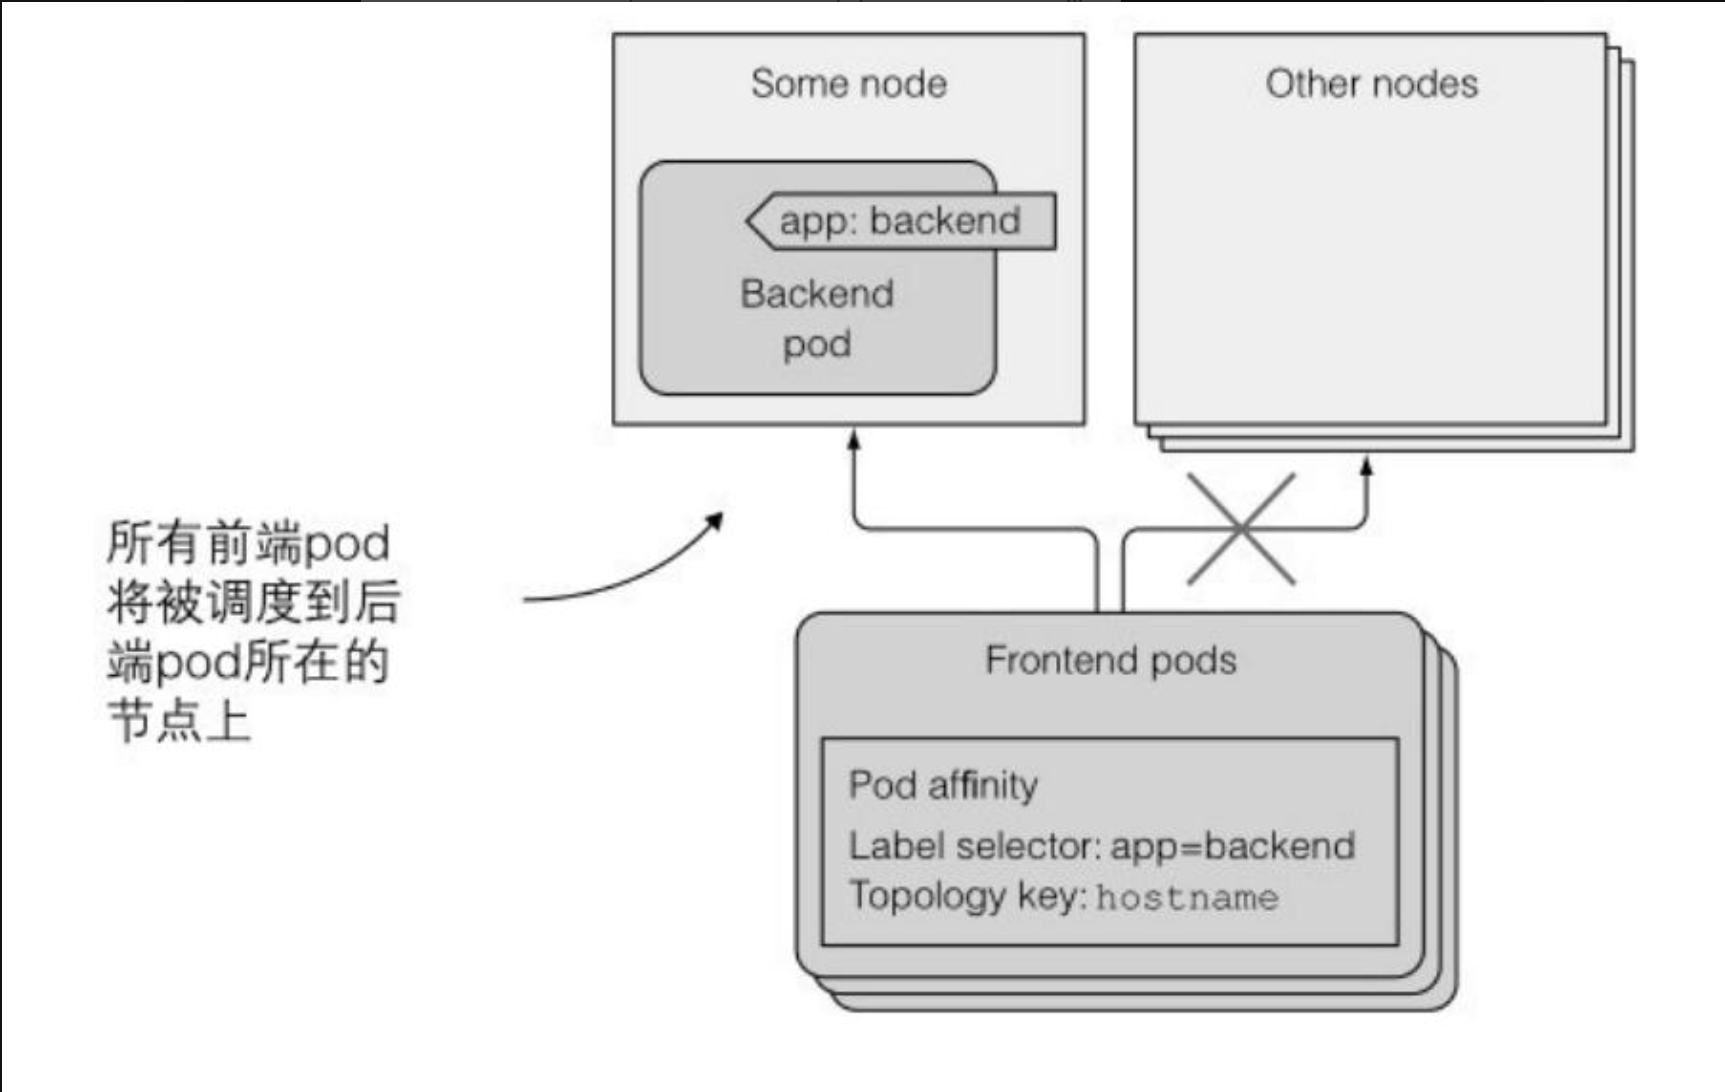 Some node
Other nodes
app: backend
Backend
pod
所有前端pod
将被调度到后
端pod所在的
节点上
Frontend pods
Pod affinity
Label selector: app=backend
Topology key: hostname